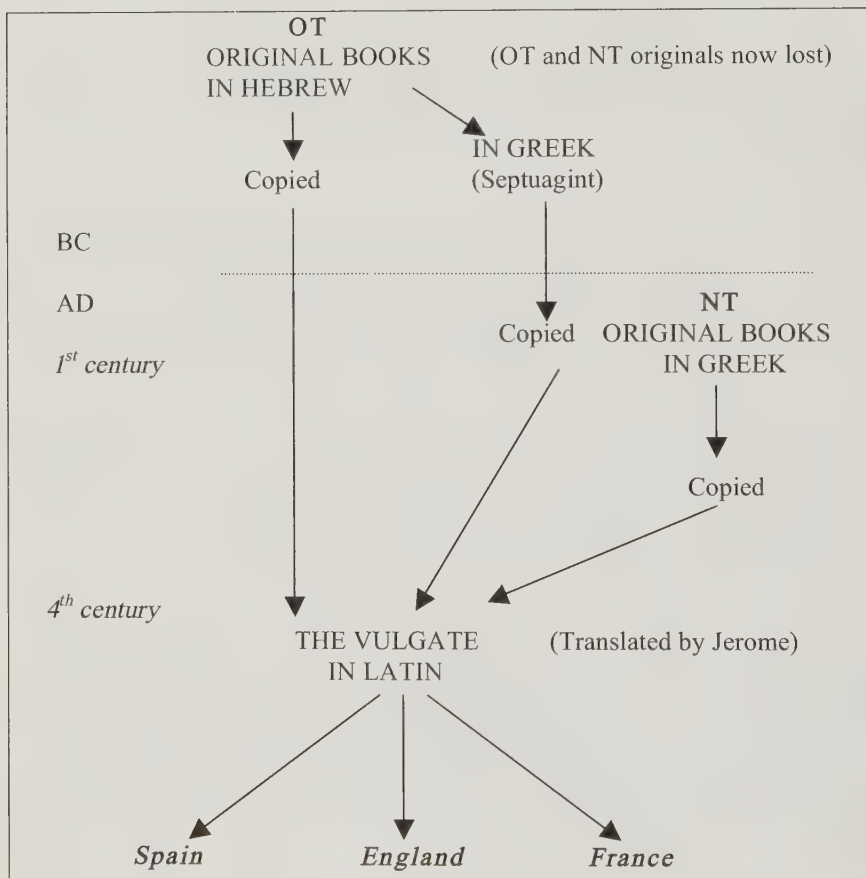 OT
ORIGINAL BOOKS
IN HEBREW
(OT and NT originals now lost)
Copied
IN GREEK
(Septuagint)
BC
AD
1st century
Copied
NT
ORIGINAL BOOKS
IN GREEK
Copied
4th century
THE VULGATE
IN LATIN
(Translated by Jerome)
Spain England France